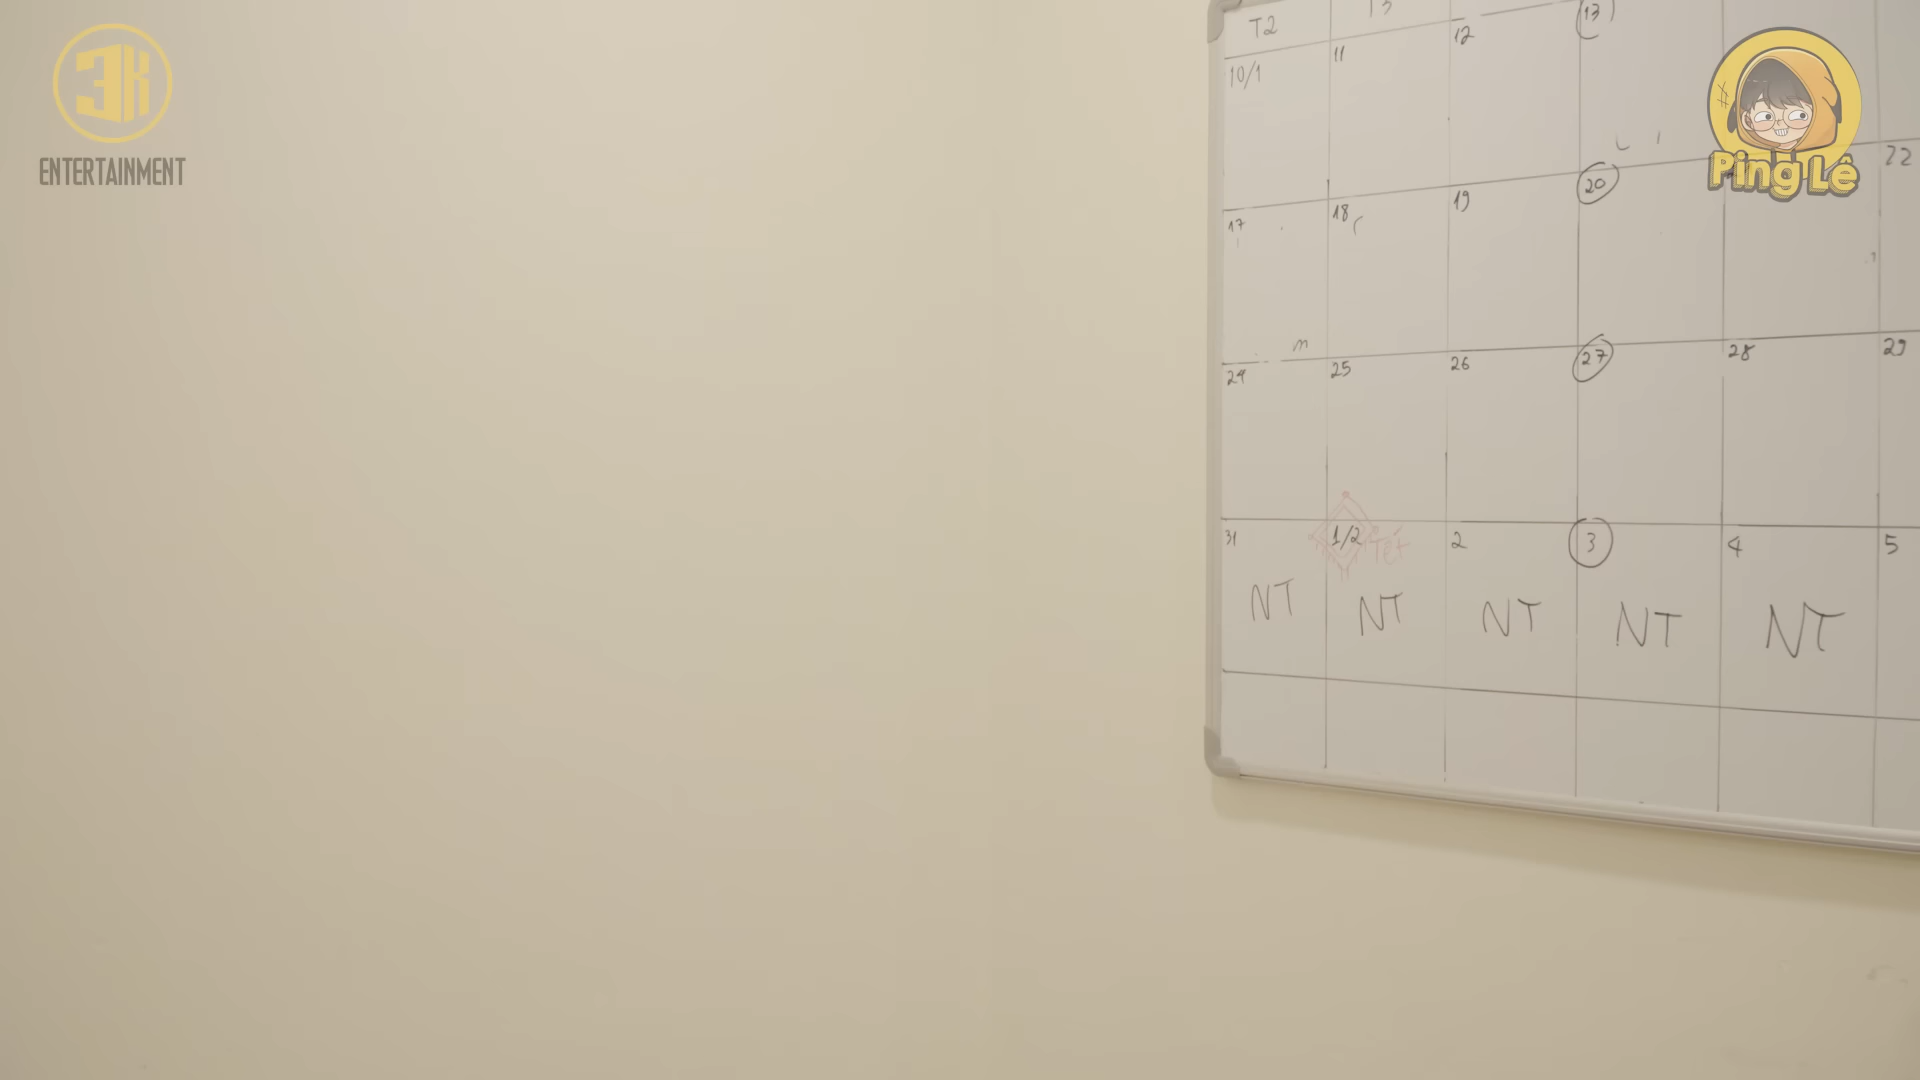 3K
ENTERTAINMENT
Ping Lê
T2 T3
10/1 11 12 13
17 18 19 20 22
24 25 26 27 28 29
31 1/2 Tết 2 3 4 5
NT NT NT NT NT